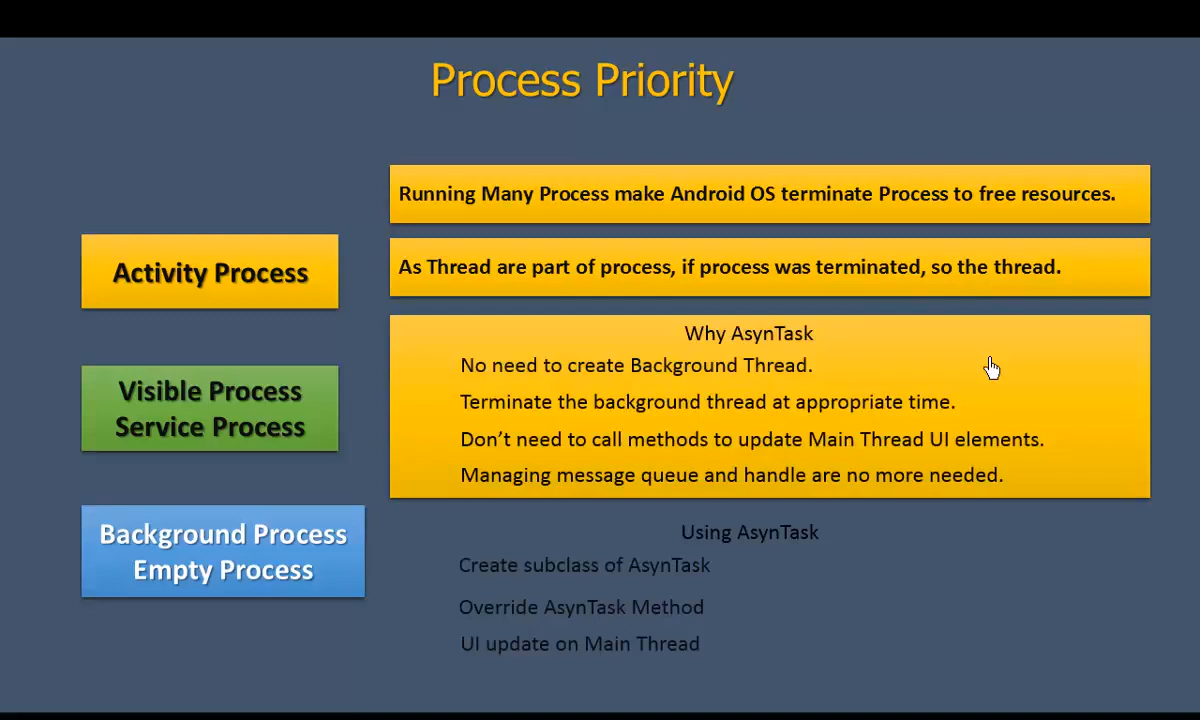 Process Priority
Running Many Process make Android OS terminate Process to free resources.
As Thread are part of process, if process was terminated, so the thread.
Activity Process
Visible Process
Service Process
Background Process
Empty Process
Why AsynTask
No need to create Background Thread.
Terminate the background thread at appropriate time.
Don’t need to call methods to update Main Thread UI elements.
Managing message queue and handle are no more needed.
Using AsynTask
Create subclass of AsynTask
Override AsynTask Method
UI update on Main Thread